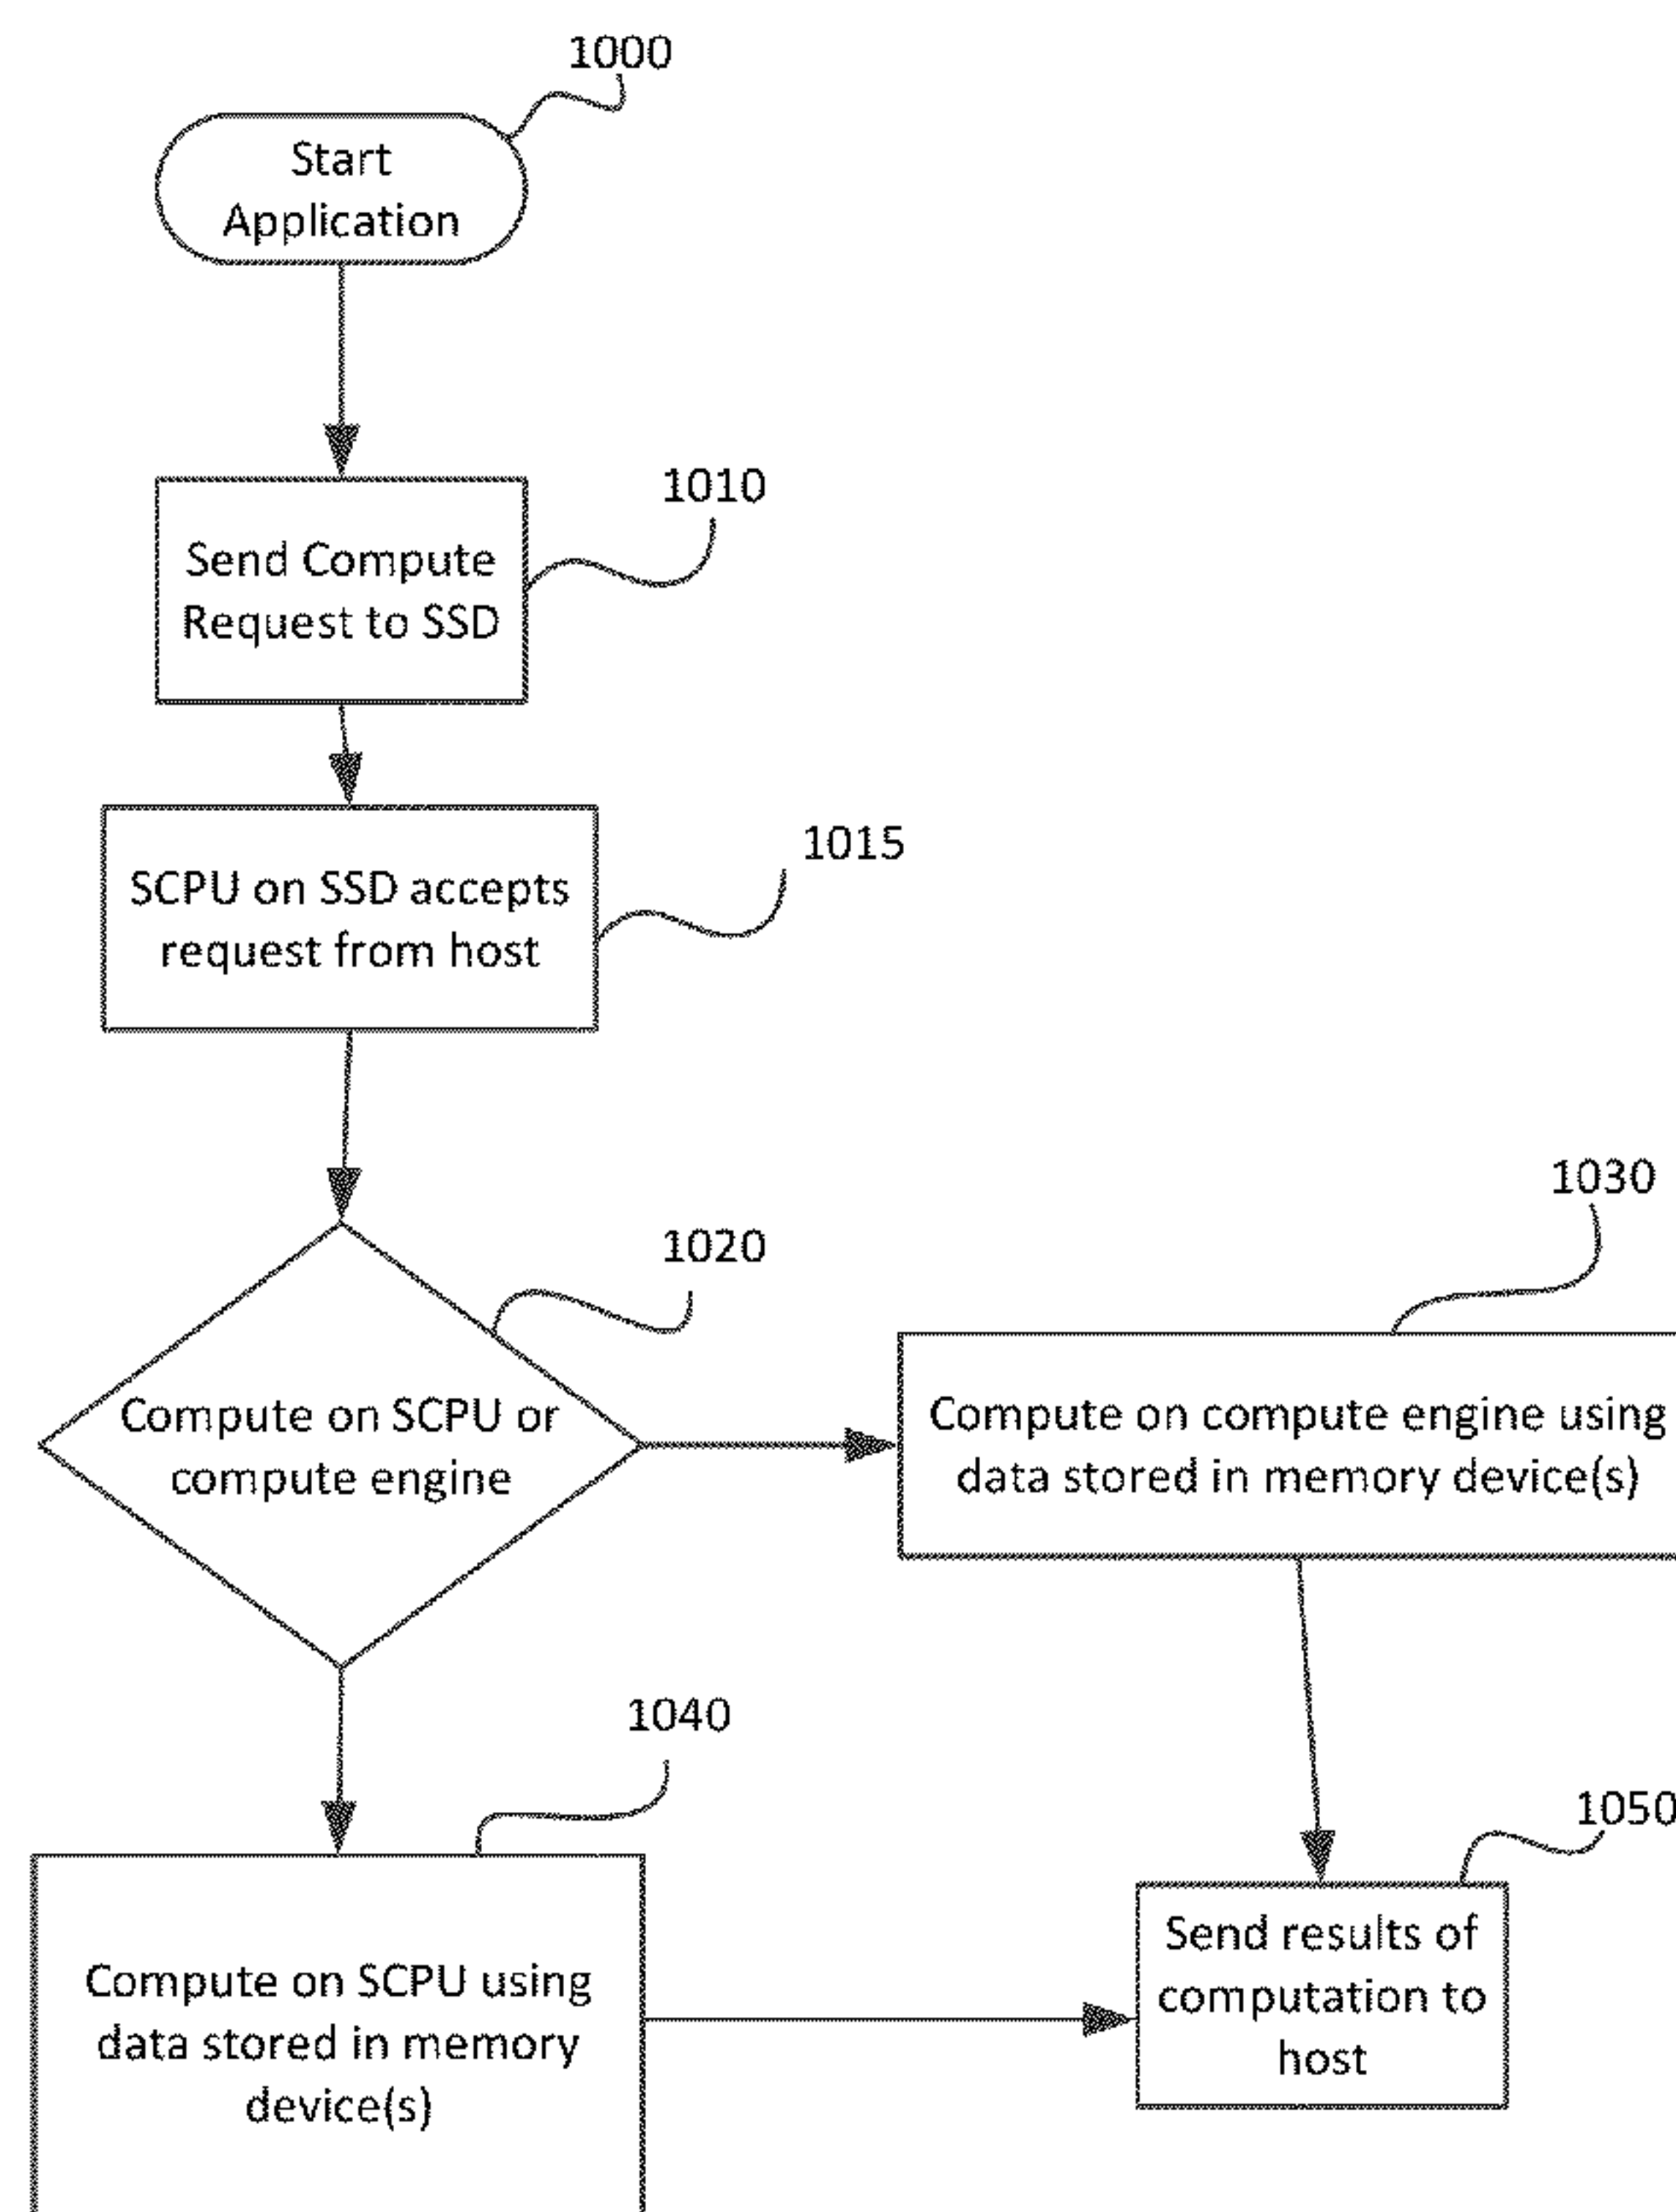 1000
Start
Application
1010
Send Compute
Request to SSD
1015
SCPU on SSD accepts
request from host
1020
Compute on SCPU or
compute engine
1030
Compute on compute engine using
data stored in memory device(s)
1040
Compute on SCPU using
data stored in memory
device(s)
1050
Send results of
computation to
host